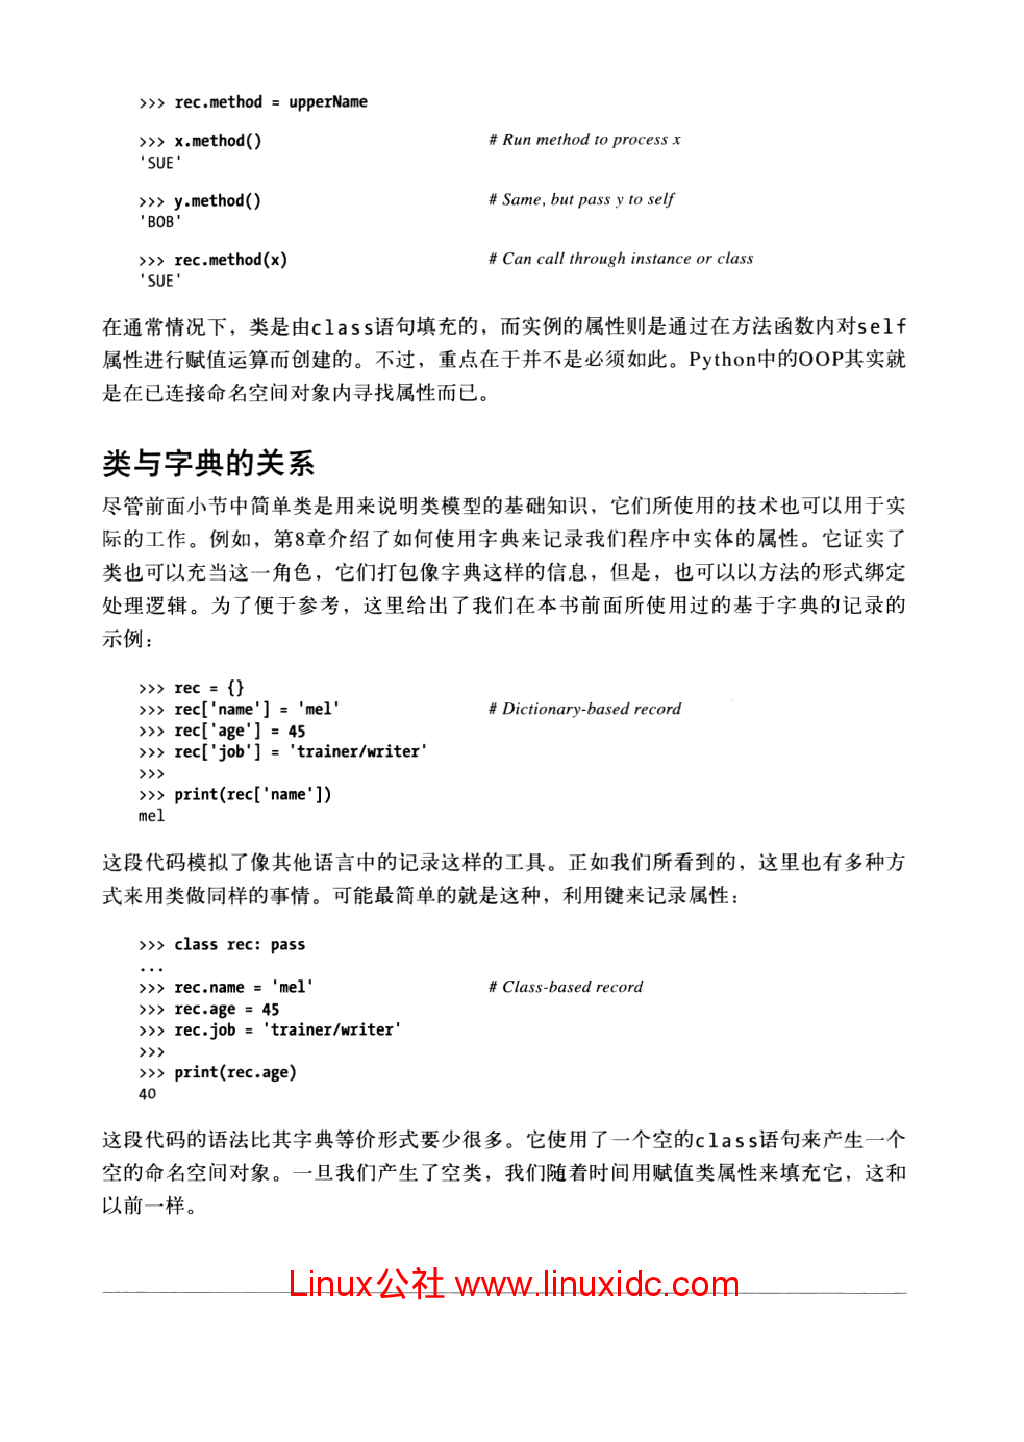 >>> rec.method = upperName
>>> x.method() # Run method to process x
'SUE'
>>> y.method() # Same, but pass y to self
'BOB'
>>> rec.method(x) # Can call through instance or class
'SUE'
在通常情况下，类是由class语句填充的，而实例的属性则是通过在方法函数内对self
属性进行赋值运算而创建的。不过，重点在于并不是必须如此。Python中的OOP其实就
是在已连接命名空间对象内寻找属性而已。
类与字典的关系
尽管前面小节中简单类是用来说明类模型的基础知识，它们所使用的技术也可以用于实
际的工作。例如，第8章介绍了如何使用字典来记录我们程序中实体的属性。它证实了
类也可以充当这一角色，它们打包像字典这样的信息，但是，也可以以方法的形式绑定
处理逻辑。为了便于参考，这里给出了我们在本书前面所使用过的基于字典的记录的
示例：
>>> rec = {}
>>> rec['name'] = 'mel' # Dictionary-based record
>>> rec['age'] = 45
>>> rec['job'] = 'trainer/writer'
>>>
>>> print(rec['name'])
mel
这段代码模拟了像其他语言中的记录这样的工具。正如我们所看到的，这里也有多种方
式来用类做同样的事情。可能最简单的就是这种，利用键来记录属性：
>>> class rec: pass
...
>>> rec.name = 'mel' # Class-based record
>>> rec.age = 45
>>> rec.job = 'trainer/writer'
>>>
>>> print(rec.age)
40
这段代码的语法比其字典等价形式要少很多。它使用了一个空的class语句来产生一个
空的命名空间对象。一旦我们产生了空类，我们随着时间用赋值类属性来填充它，这和
以前一样。
Linux公社 www.linuxidc.com